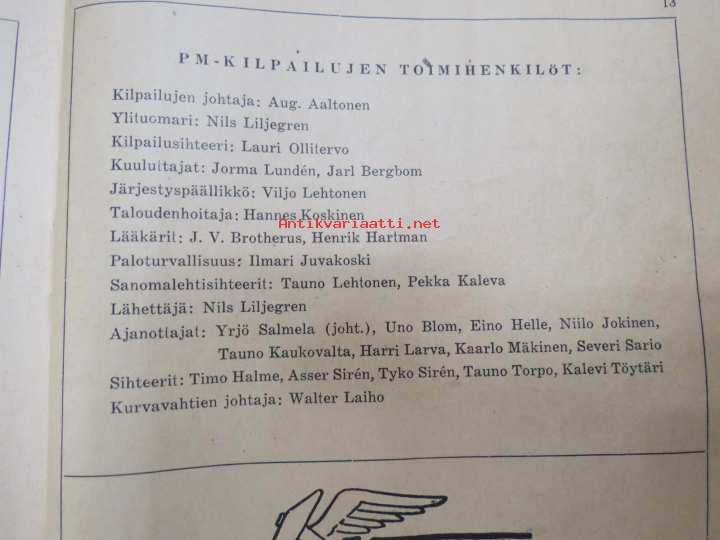 13
PM-KILPAILUJEN TOIMIHENKILÖT:
Kilpailujen johtaja: Aug. Aaltonen
Ylituomari: Nils Liljegren
Kilpailusihteeri: Lauri Ollitervo
Kuuluttajat: Jorma Lundén, Jarl Bergbom
Järjestyspäällikkö: Viljo Lehtonen
Taloudenhoitaja: Hannes Koskinen
Antikvariaatti.net
Lääkärit: J. V. Brotherus, Henrik Hartman
Paloturvallisuus: Ilmari Juvakoski
Sanomalehtisihteerit: Tauno Lehtonen, Pekka Kaleva
Lähettäjä: Nils Liljegren
Ajanottajat: Yrjö Salmela (joht.), Uno Blom, Eino Helle, Niilo Jokinen,
Tauno Kaukovalta, Harri Larva, Kaarlo Mäkinen, Severi Sario
Sihteerit: Timo Halme, Asser Sirén, Tyko Sirén, Tauno Torpo, Kalevi Töytäri
Kurvavahtien johtaja: Walter Laiho